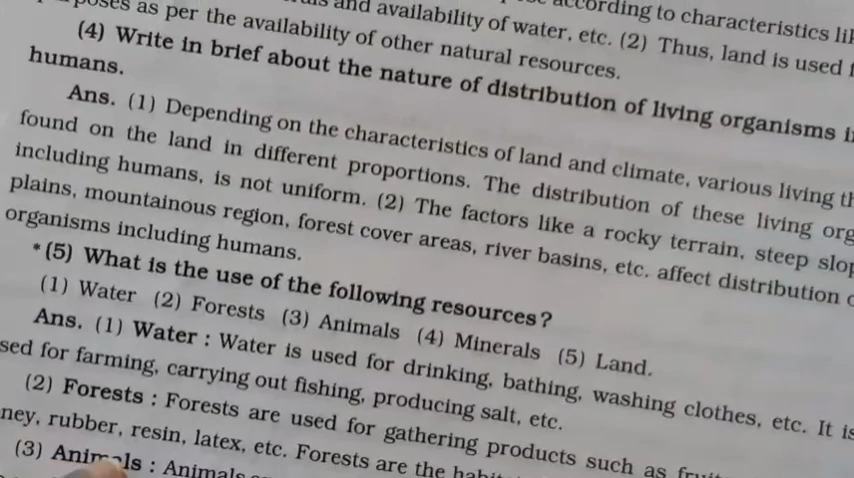 and availability of water, etc. (2) Thus, land is used
according to characteristics
as per the availability of other natural resources.
(4) Write in brief about the nature of distribution of living organisms
humans.
Ans. (1) Depending on the characteristics of land and climate, various living
found on the land in different proportions. The distribution of these living
including humans, is not uniform. (2) The factors like a rocky terrain, steep
plains, mountainous region, forest cover areas, river basins, etc. affect distribution
organisms including humans.
*(5) What is the use of the following resources?
(1) Water (2) Forests (3) Animals (4) Minerals (5) Land.
Ans. (1) Water : Water is used for drinking, bathing, washing clothes, etc. It is
sed for farming, carrying out fishing, producing salt, etc.
(2) Forests : Forests are used for gathering products such as
ney, rubber, resin, latex, etc. Forests are the
(3) Animals : Animals